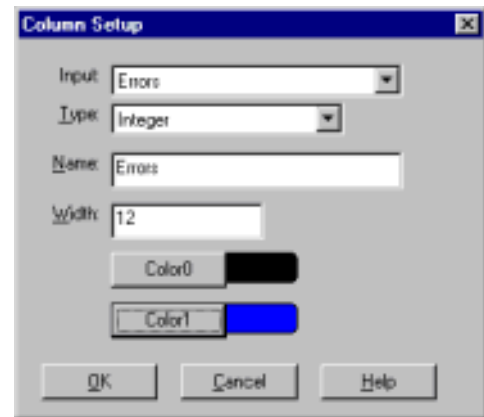 Column Setup
Input: Errors
Type: Integer
Name: Errors
Width: 12
Color0
Color1
OK Cancel Help